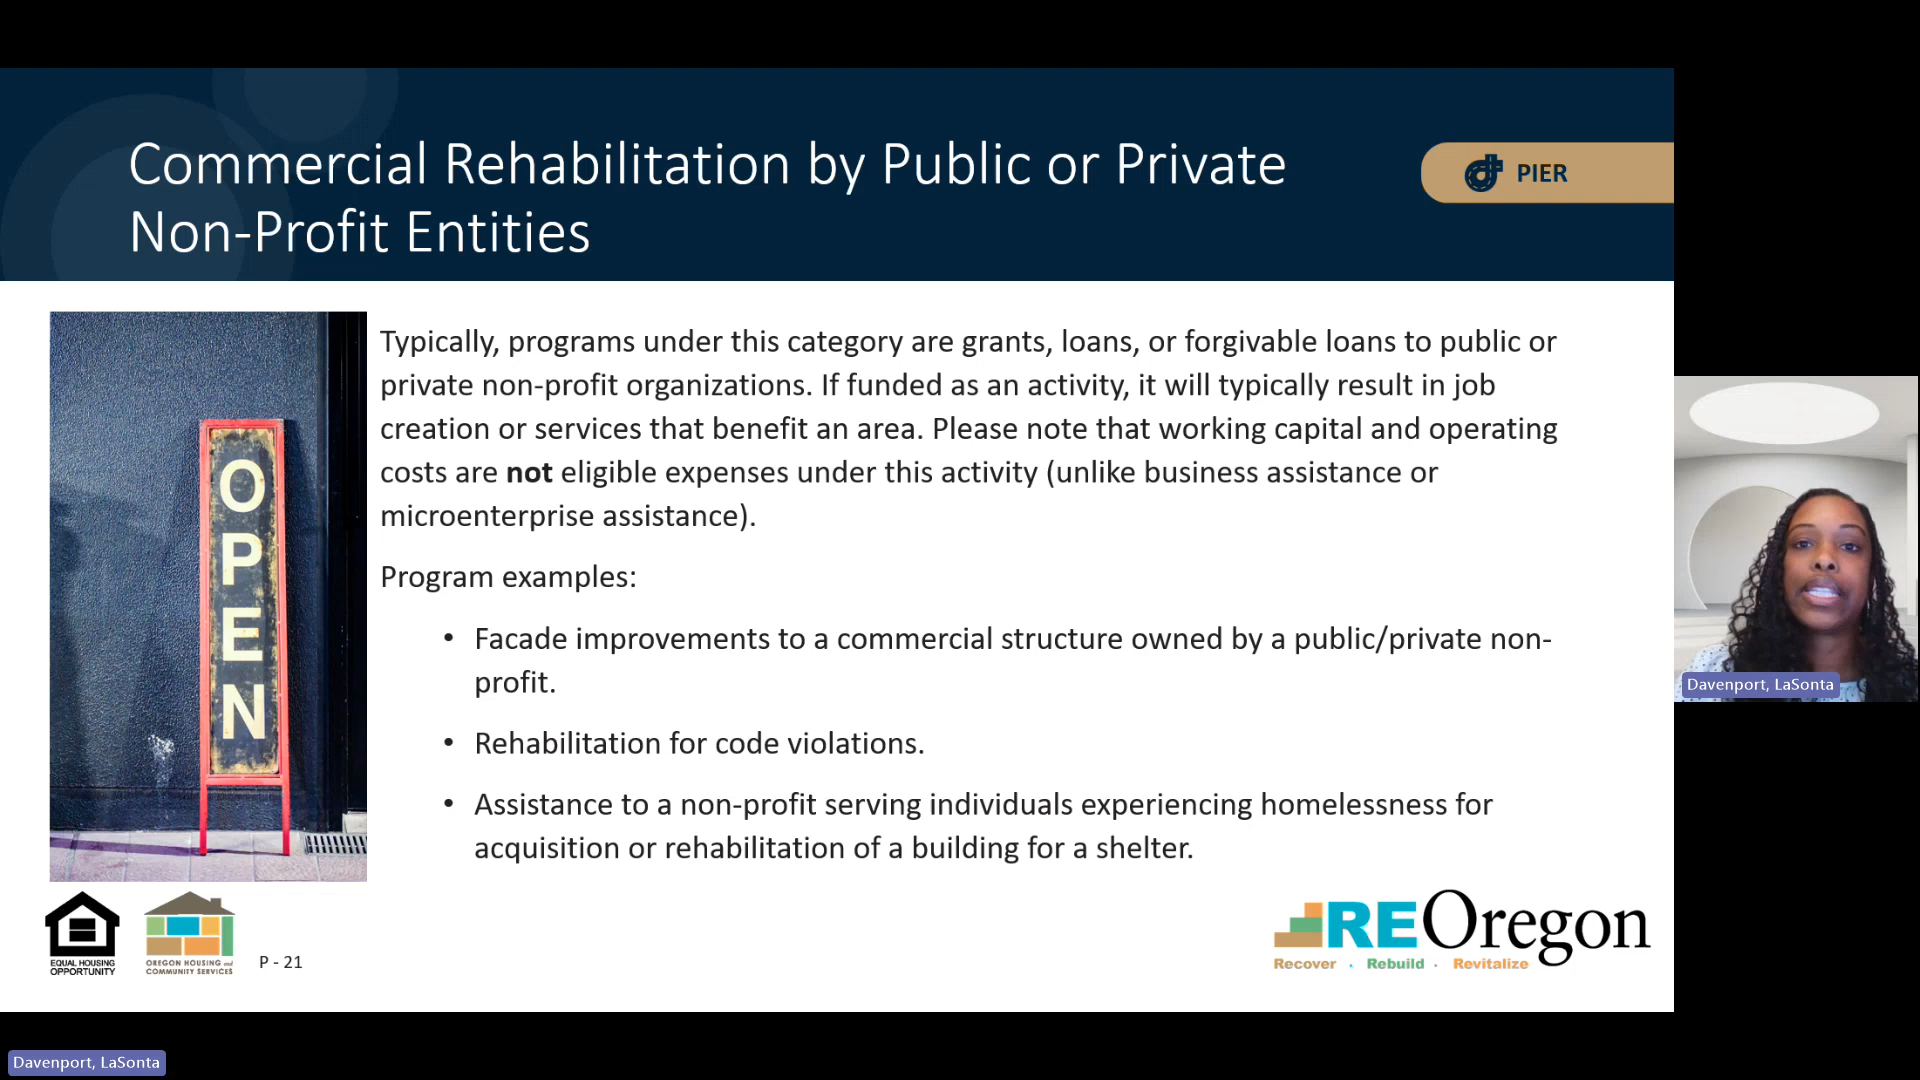 Commercial Rehabilitation by Public or Private
Non-Profit Entities
PIER
Typically, programs under this category are grants, loans, or forgivable loans to public or
private non-profit organizations. If funded as an activity, it will typically result in job
creation or services that benefit an area. Please note that working capital and operating
costs are not eligible expenses under this activity (unlike business assistance or
microenterprise assistance).
Program examples:
• Facade improvements to a commercial structure owned by a public/private non-
profit.
• Rehabilitation for code violations.
• Assistance to a non-profit serving individuals experiencing homelessness for
acquisition or rehabilitation of a building for a shelter.
OPEN
EQUAL HOUSING
OPPORTUNITY
OREGON HOUSING and
COMMUNITY SERVICES
P - 21
REOregon
Recover . Rebuild . Revitalize
Davenport, LaSonta
Davenport, LaSonta